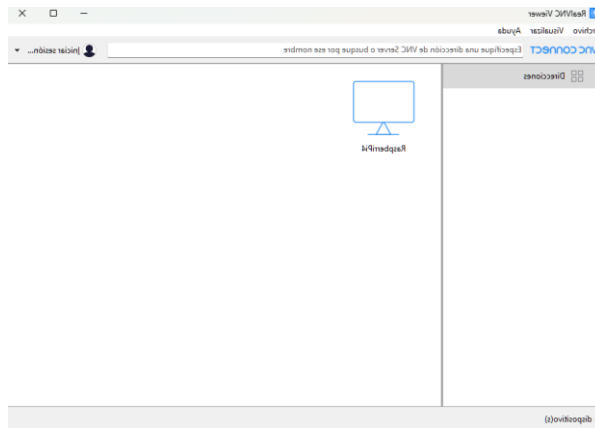 RealVNC Viewer
rchivo Visualizar Ayuda
VNC CONNECT Especifique una dirección de VNC Server o busque por ese nombre Iniciar sesión...
Direcciones
RaspberriPi4
dispositivo(s)